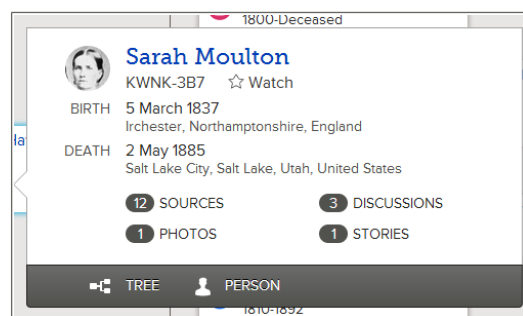 1800-Deceased
Sarah Moulton
KWNK-3B7 Watch
BIRTH 5 March 1837
Irchester, Northamptonshire, England
DEATH 2 May 1885
Salt Lake City, Salt Lake, Utah, United States
12 SOURCES 3 DISCUSSIONS
1 PHOTOS 1 STORIES
TREE PERSON
1810-1892